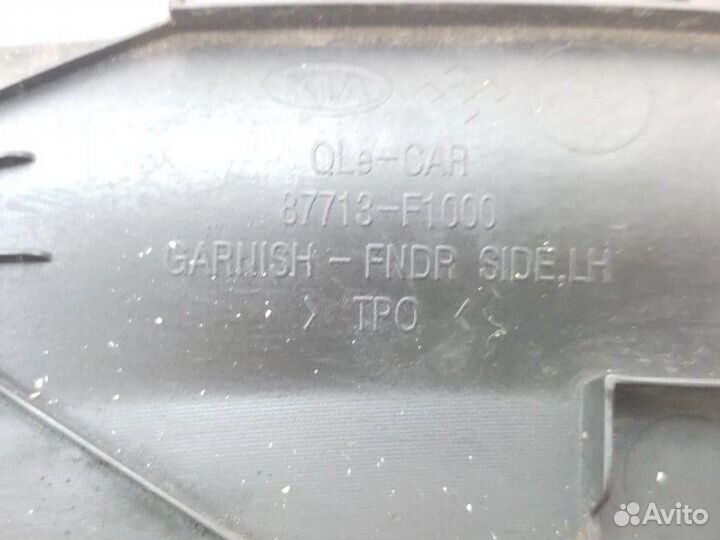 KIA
QLe-CAR
87713-F1000
GARNISH - FNDR SIDE,LH
> TPO <
Avito